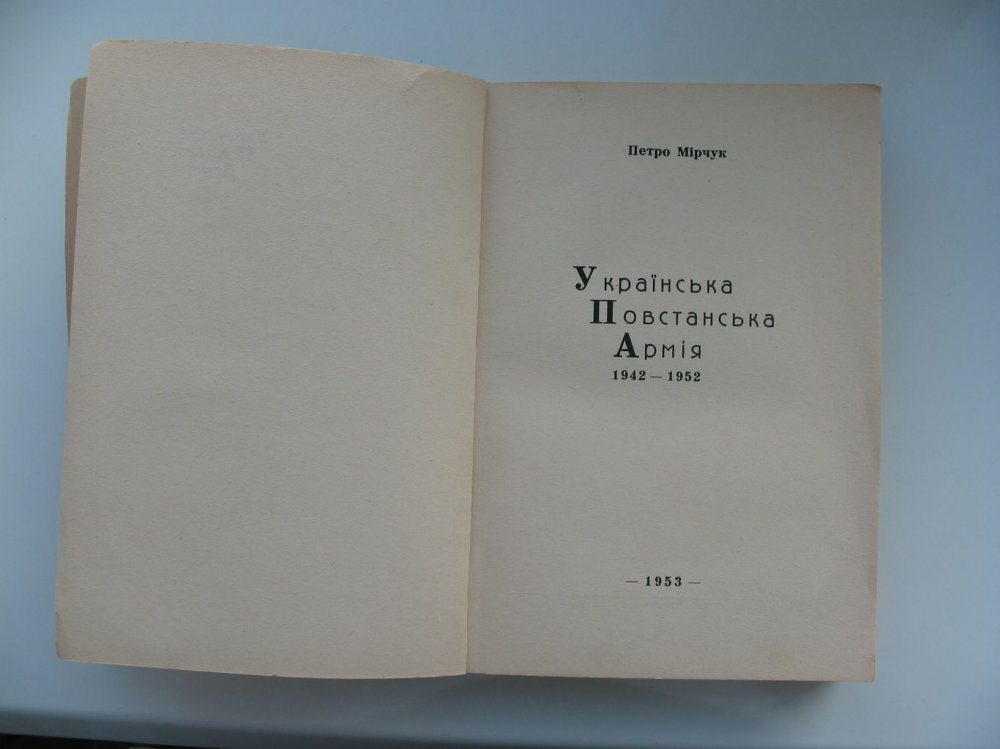 Петро Мірчук
Українська
Повстанська
Армія
1942 — 1952
— 1953 —